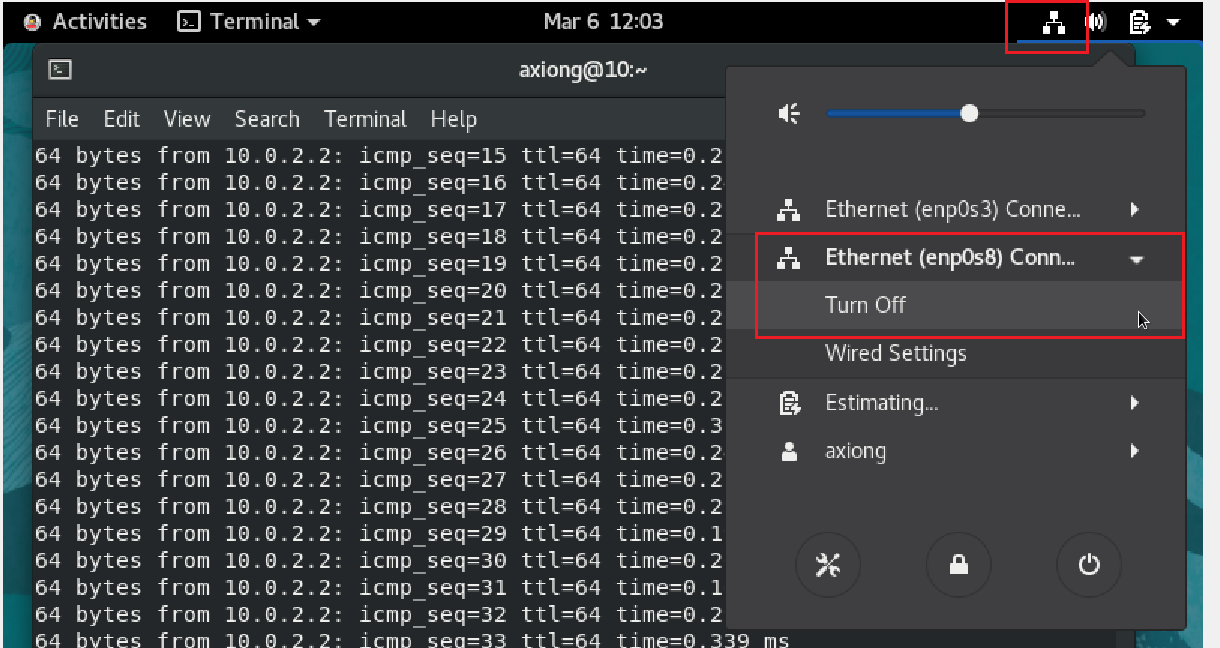 Activities Terminal Mar 6 12:03
axiong@10:~
File Edit View Search Terminal Help
64 bytes from 10.0.2.2: icmp_seq=15 ttl=64 time=0.2
64 bytes from 10.0.2.2: icmp_seq=16 ttl=64 time=0.2
64 bytes from 10.0.2.2: icmp_seq=17 ttl=64 time=0.2
64 bytes from 10.0.2.2: icmp_seq=18 ttl=64 time=0.2
64 bytes from 10.0.2.2: icmp_seq=19 ttl=64 time=0.2
64 bytes from 10.0.2.2: icmp_seq=20 ttl=64 time=0.2
64 bytes from 10.0.2.2: icmp_seq=21 ttl=64 time=0.2
64 bytes from 10.0.2.2: icmp_seq=22 ttl=64 time=0.2
64 bytes from 10.0.2.2: icmp_seq=23 ttl=64 time=0.2
64 bytes from 10.0.2.2: icmp_seq=24 ttl=64 time=0.2
64 bytes from 10.0.2.2: icmp_seq=25 ttl=64 time=0.3
64 bytes from 10.0.2.2: icmp_seq=26 ttl=64 time=0.2
64 bytes from 10.0.2.2: icmp_seq=27 ttl=64 time=0.2
64 bytes from 10.0.2.2: icmp_seq=28 ttl=64 time=0.2
64 bytes from 10.0.2.2: icmp_seq=29 ttl=64 time=0.1
64 bytes from 10.0.2.2: icmp_seq=30 ttl=64 time=0.2
64 bytes from 10.0.2.2: icmp_seq=31 ttl=64 time=0.1
64 bytes from 10.0.2.2: icmp_seq=32 ttl=64 time=0.2
64 bytes from 10.0.2.2: icmp_seq=33 ttl=64 time=0.339 ms
Ethernet (enp0s3) Conne...
Ethernet (enp0s8) Conn...
Turn Off
Wired Settings
Estimating...
axiong